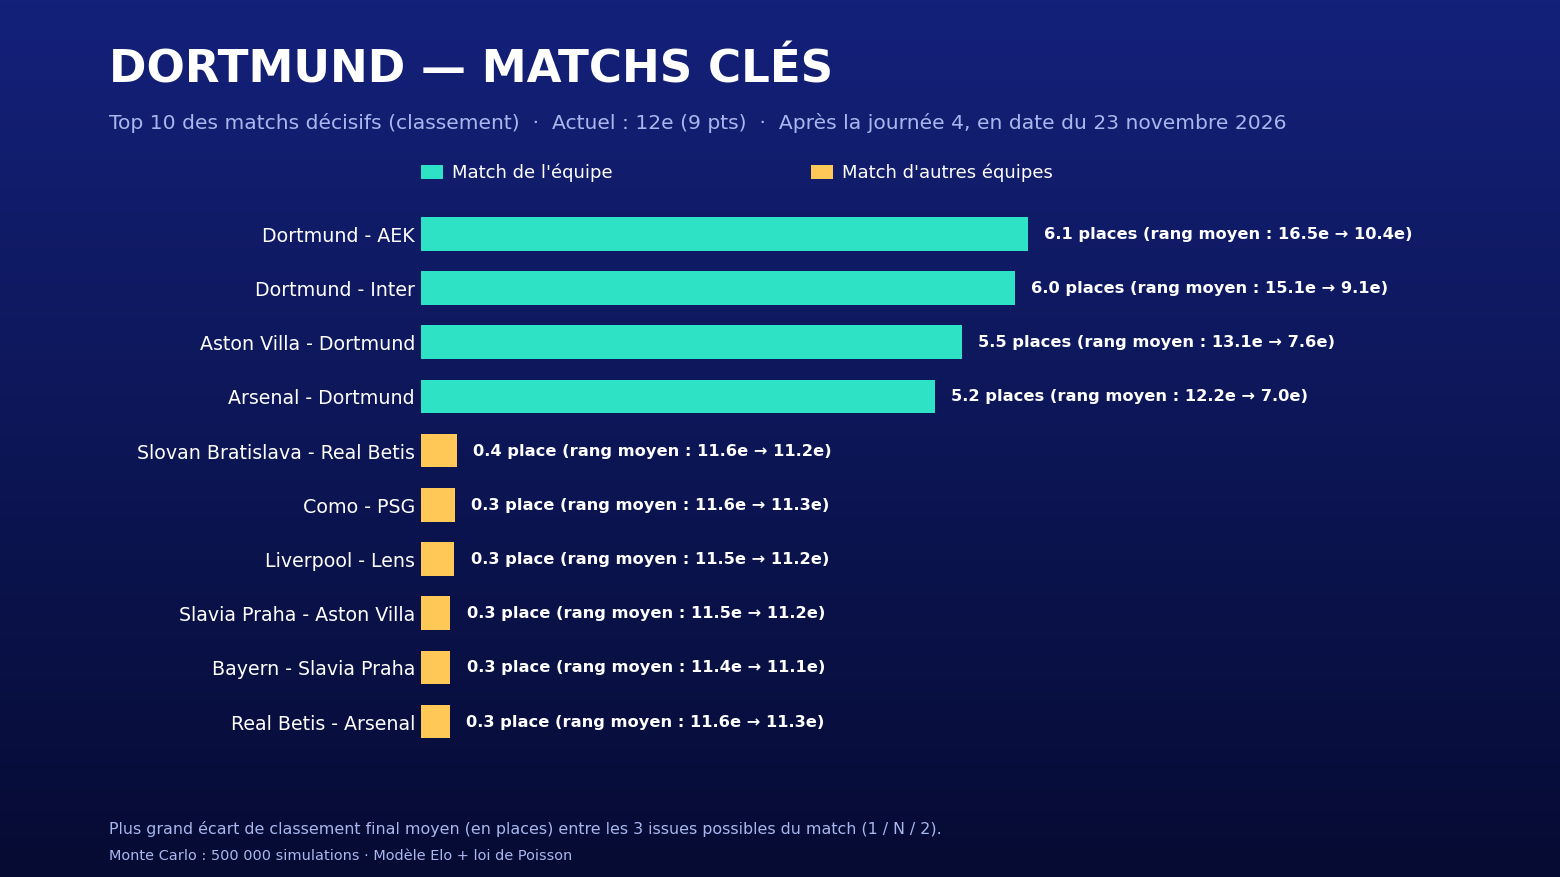 DORTMUND — MATCHS CLÉS
Top 10 des matchs décisifs (classement) · Actuel : 12e (9 pts) · Après la journée 4, en date du 23 novembre 2026
Match de l'équipe Match d'autres équipes
Dortmund - AEK 6.1 places (rang moyen : 16.5e → 10.4e)
Dortmund - Inter 6.0 places (rang moyen : 15.1e → 9.1e)
Aston Villa - Dortmund 5.5 places (rang moyen : 13.1e → 7.6e)
Arsenal - Dortmund 5.2 places (rang moyen : 12.2e → 7.0e)
Slovan Bratislava - Real Betis 0.4 place (rang moyen : 11.6e → 11.2e)
Como - PSG 0.3 place (rang moyen : 11.6e → 11.3e)
Liverpool - Lens 0.3 place (rang moyen : 11.5e → 11.2e)
Slavia Praha - Aston Villa 0.3 place (rang moyen : 11.5e → 11.2e)
Bayern - Slavia Praha 0.3 place (rang moyen : 11.4e → 11.1e)
Real Betis - Arsenal 0.3 place (rang moyen : 11.6e → 11.3e)
Plus grand écart de classement final moyen (en places) entre les 3 issues possibles du match (1 / N / 2).
Monte Carlo : 500 000 simulations · Modèle Elo + loi de Poisson